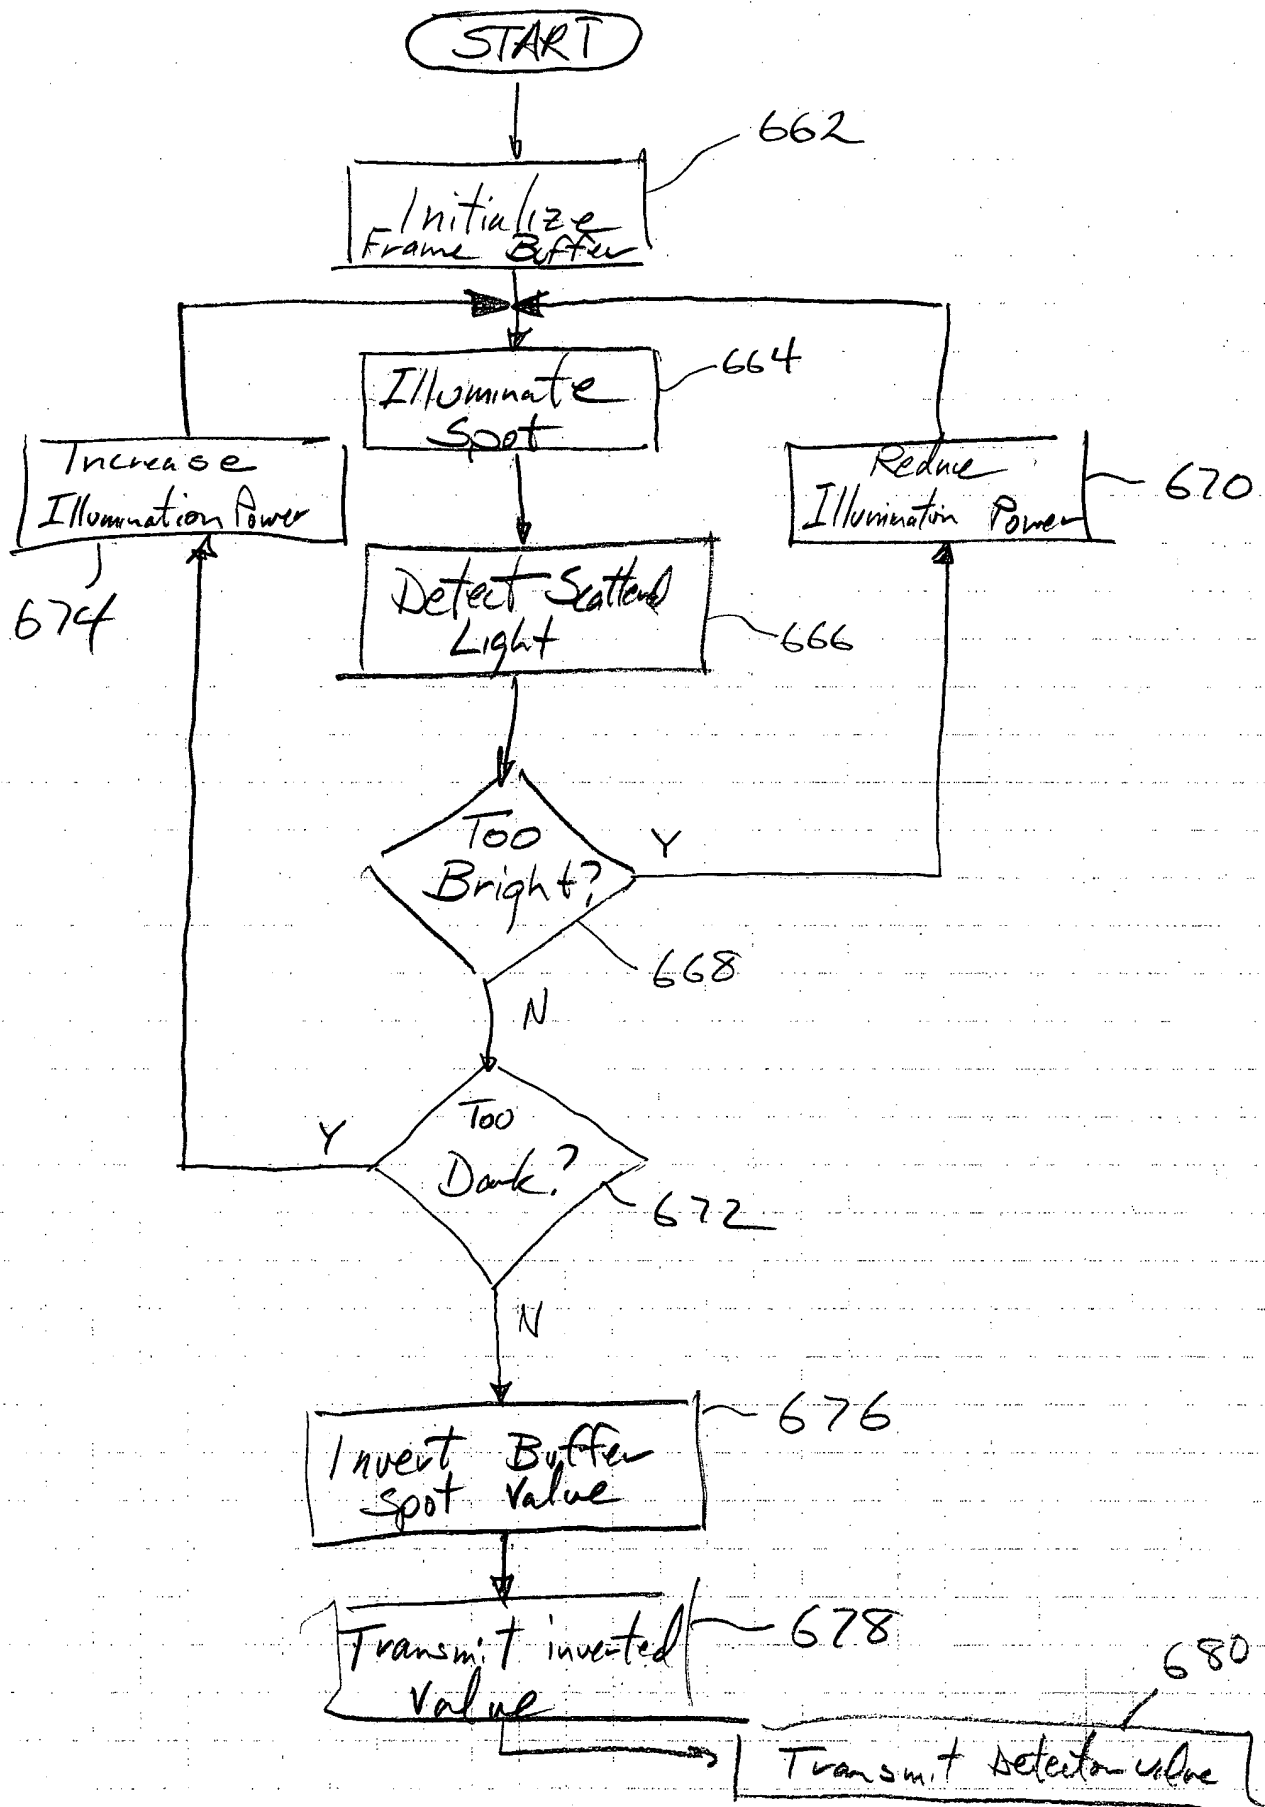 START
662
Initialize
Frame Buffer
664
Illuminate
Spot
Increase
Illumination Power
674
Reduce
Illumination Power
670
Detect Scattered
Light
666
Too
Bright?
Y
668
N
Too
Dark?
Y
672
N
676
Invert Buffer
Spot Value
678
Transmit inverted
Value
680
Transmit Detector value